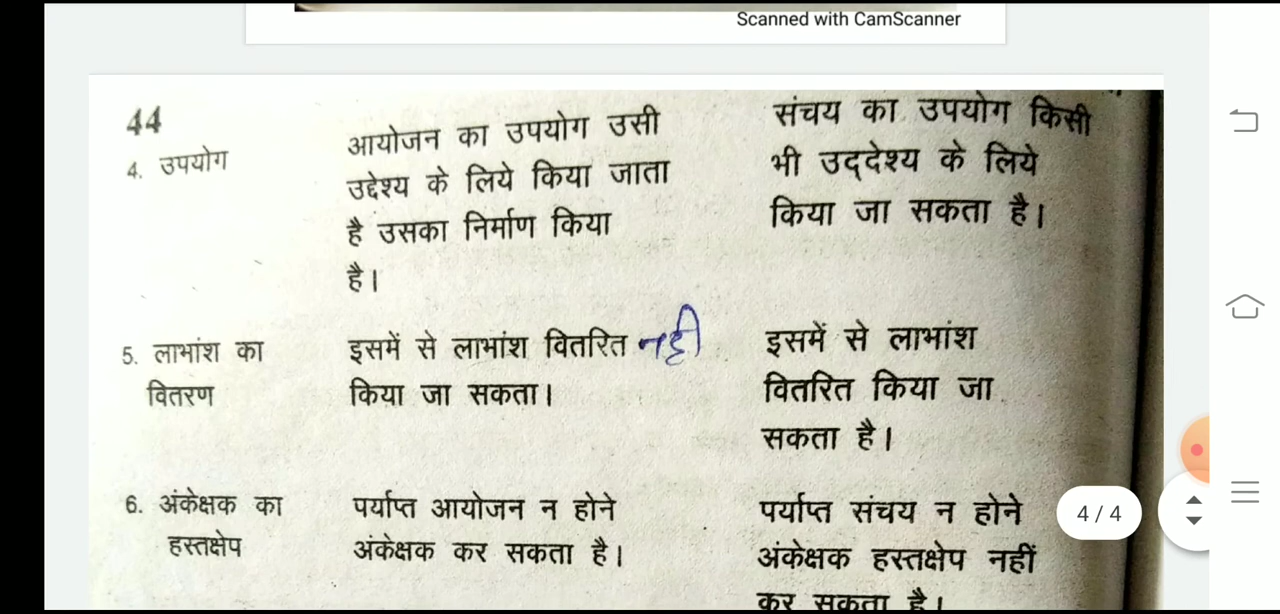 Scanned with CamScanner
44
4. उपयोग
आयोजन का उपयोग उसी
उद्देश्य के लिये किया जाता
है उसका निर्माण किया
है।
संचय का उपयोग किसी
भी उद्‌देश्य के लिये
किया जा सकता है।
5. लाभांश का
वितरण
इसमें से लाभांश वितरित नही
किया जा सकता।
इसमें से लाभांश
वितरित किया जा
सकता है।
6. अंकेक्षक का
हस्तक्षेप
पर्याप्त आयोजन न होने
अंकेक्षक कर सकता है।
पर्याप्त संचय न होने
अंकेक्षक हस्तक्षेप नहीं
कर सकता है।
4 / 4